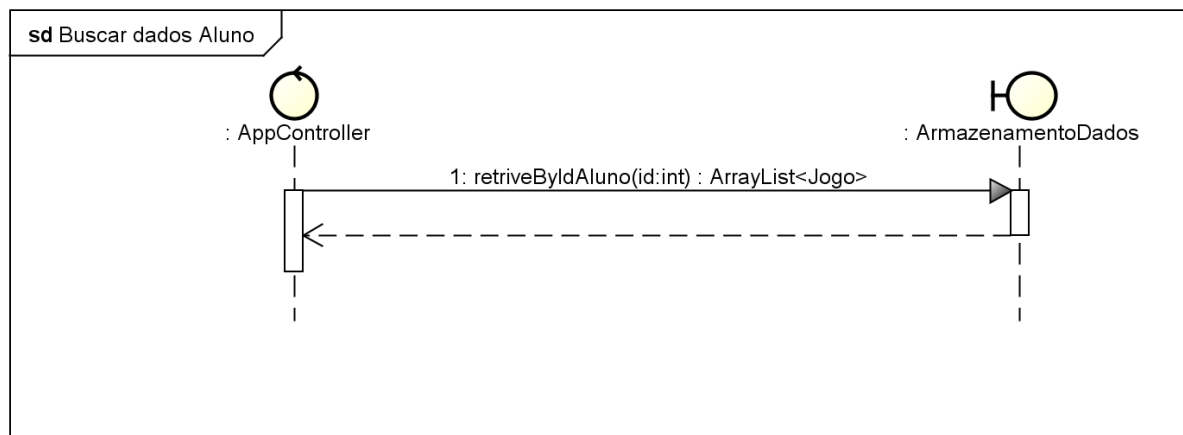 sd Buscar dados Aluno
: AppController
: ArmazenamentoDados
1: retriveByIdAluno(id:int) : ArrayList<Jogo>